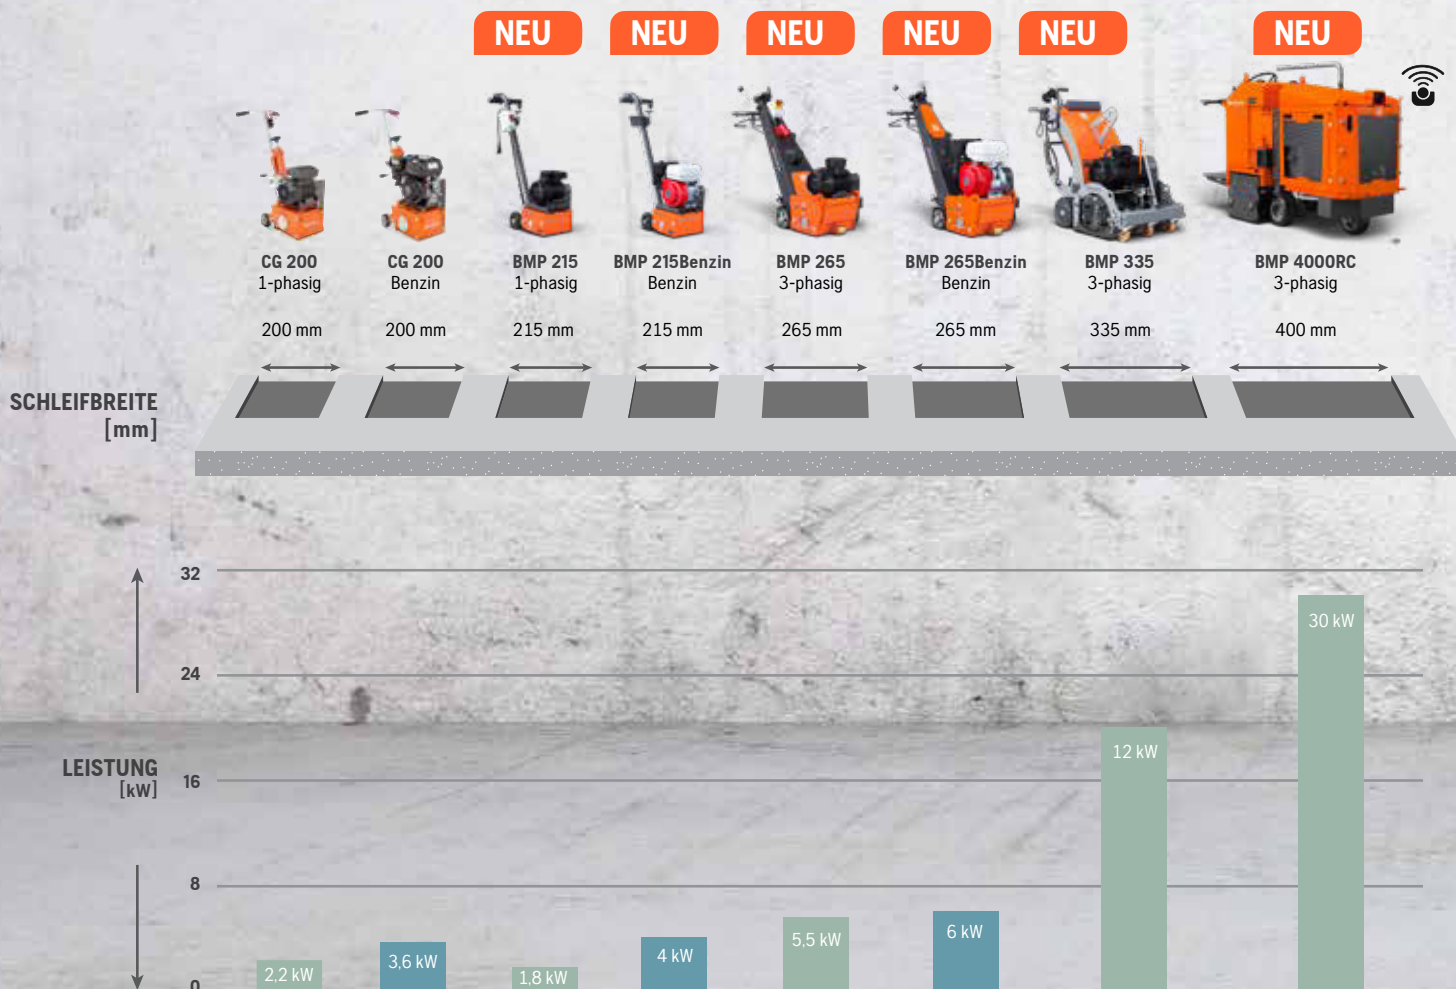 NEU NEU NEU NEU NEU NEU
CG 200 CG 200 BMP 215 BMP 215Benzin BMP 265 BMP 265Benzin BMP 335 BMP 4000RC
1-phasig Benzin 1-phasig Benzin 3-phasig Benzin 3-phasig 3-phasig
200 mm 200 mm 215 mm 215 mm 265 mm 265 mm 335 mm 400 mm
SCHLEIFBREITE
[mm]
32
30 kW
24
12 kW
LEISTUNG
[kW]
16
8
6 kW
5,5 kW
4 kW
3,6 kW
2,2 kW
1,8 kW
0